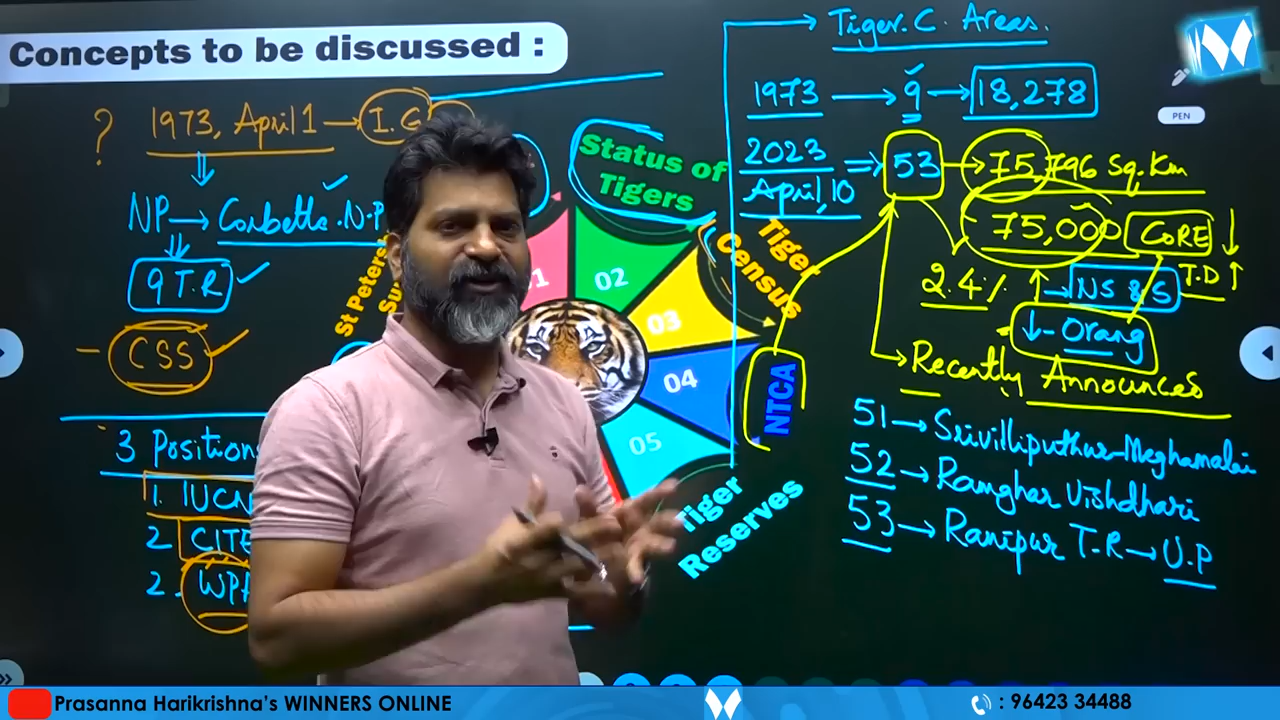 Concepts to be discussed :
? 1973, April 1 → I.G
NP → Corbetta.N.P
9 T.R
- CSS
3 Position
1. IUCN
2 CITE
2. WPA
Status of
Tigers
St Peters
Su
Tiger
Census
NTCA
Tiger
Reserves
01
02
03
04
05
Tiger.C.Areas.
1973 → 9 → 18,278
2023 ⇒ 53 → 75,796 Sq.Km
April,10
75,000 CORE ↓
T.D ↑
2.4% ↑ NS & S
↓- Orang
Recently Announces
51 → Srivilliputhur-Meghamalai
52 → Ramghar Vishdhari
53 → Ranipur T.R → U.P
PEN
Prasanna Harikrishna's WINNERS ONLINE
: 96423 34488